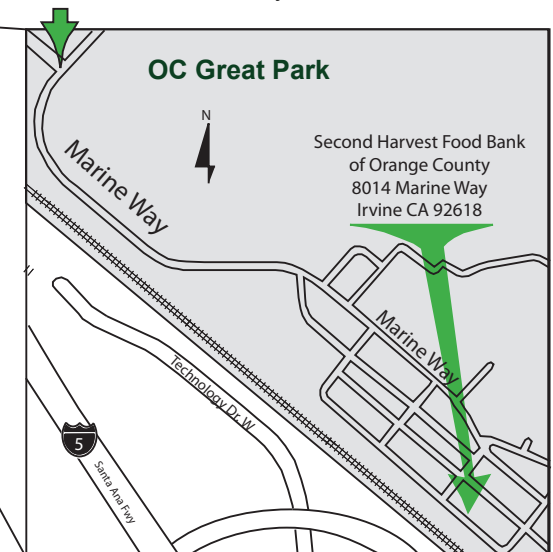 OC Great Park
N
Second Harvest Food Bank
of Orange County
8014 Marine Way
Irvine CA 92618
Marine Way
Marine Way
Technology Dr W
5
Santa Ana Fwy